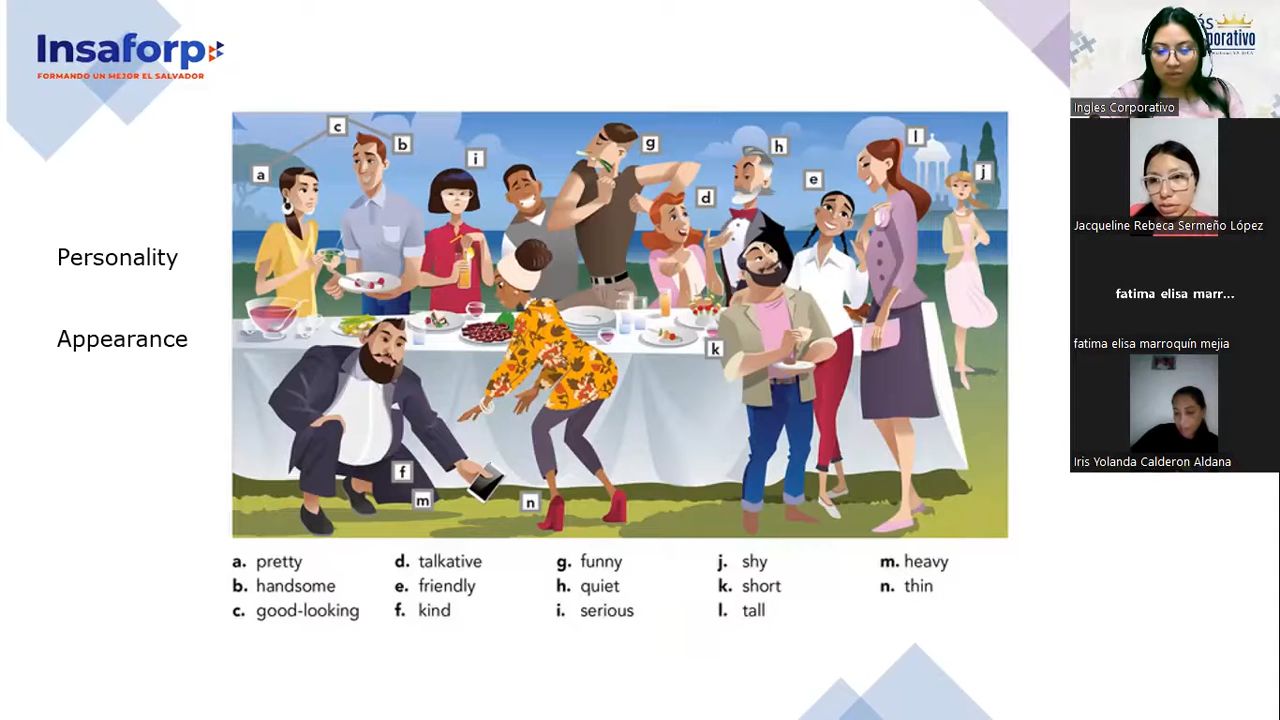 Insaforp
FORMANDO UN MEJOR EL SALVADOR
Personality
Appearance
a
c
b
i
g
d
h
e
l
j
k
f
m
n
a. pretty
b. handsome
c. good-looking
d. talkative
e. friendly
f. kind
g. funny
h. quiet
i. serious
j. shy
k. short
l. tall
m. heavy
n. thin
Ingles Corporativo
Jacqueline Rebeca Sermeño López
fatima elisa marr...
fatima elisa marroquín mejia
Iris Yolanda Calderon Aldana